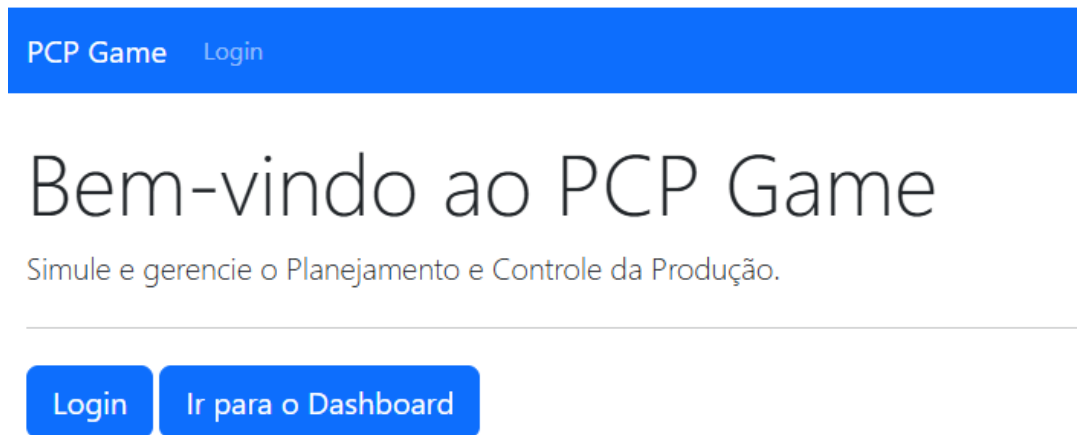 PCP Game Login
Bem-vindo ao PCP Game
Simule e gerencie o Planejamento e Controle da Produção.
Login Ir para o Dashboard